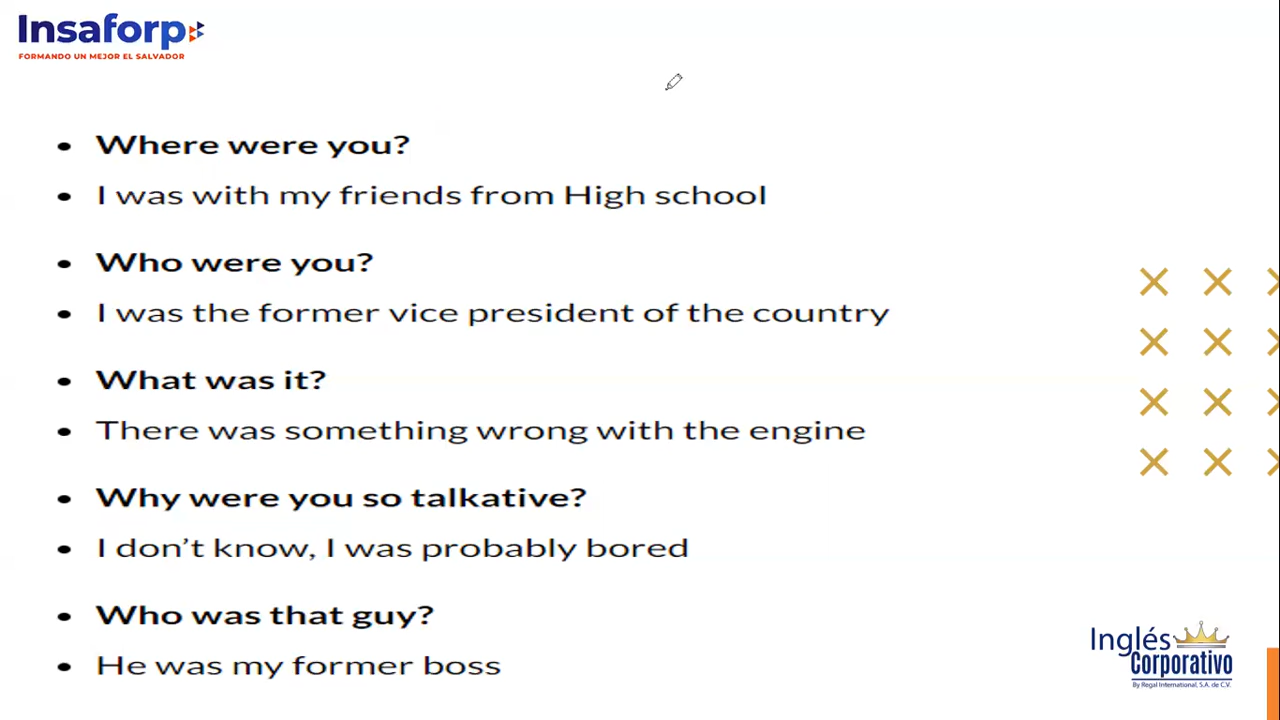 Insaforp
FORMANDO UN MEJOR EL SALVADOR
• Where were you?
• I was with my friends from High school
• Who were you?
• I was the former vice president of the country
• What was it?
• There was something wrong with the engine
• Why were you so talkative?
• I don't know, I was probably bored
• Who was that guy?
• He was my former boss
Inglés
Corporativo
By Regal International, S.A. de C.V.